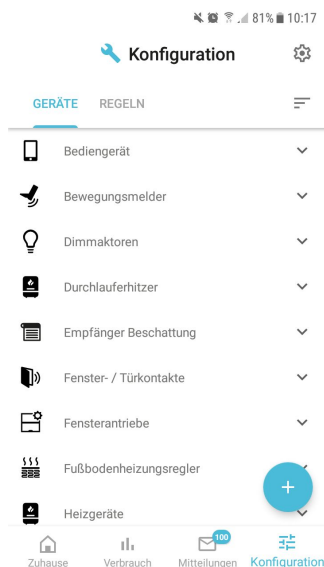 81% 10:17
Konfiguration
GERÄTE REGELN
Bediengerät
Bewegungsmelder
Dimmaktoren
Durchlauferhitzer
Empfänger Beschattung
Fenster- / Türkontakte
Fensterantriebe
Fußbodenheizungsregler
Heizgeräte
100
Zuhause Verbrauch Mitteilungen Konfiguration